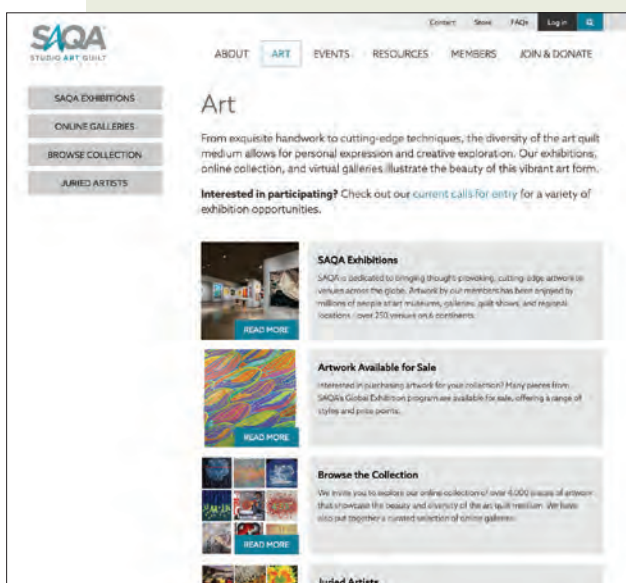 Contact Store FAQs Log in
SAQA
STUDIO ART QUILT
ABOUT ART EVENTS RESOURCES MEMBERS JOIN & DONATE
SAQA EXHIBITIONS
ONLINE GALLERIES
BROWSE COLLECTION
JURIED ARTISTS
Art
From exquisite handwork to cutting-edge techniques, the diversity of the art quilt
medium allows for personal expression and creative exploration. Our exhibitions,
online collection, and virtual galleries illustrate the beauty of this vibrant art form.
Interested in participating? Check out our current calls for entry for a variety of
exhibition opportunities.
SAQA Exhibitions
SAQA is dedicated to bringing thought-provoking, cutting-edge artwork to
venues across the globe. Artwork by our members has been enjoyed by
millions of people at art museums, galleries, quilt shows, and regional
locations - over 250 venues on 6 continents.
READ MORE
Artwork Available for Sale
Interested in purchasing artwork for your collection? Many pieces from
SAQA's Global Exhibition program are available for sale, offering a range of
styles and price points.
READ MORE
Browse the Collection
We invite you to explore our online collection of over 4,000 pieces of artwork
that showcase the beauty and diversity of the art quilt medium. We have
also put together a curated selection of online galleries.
READ MORE
Juried Artists